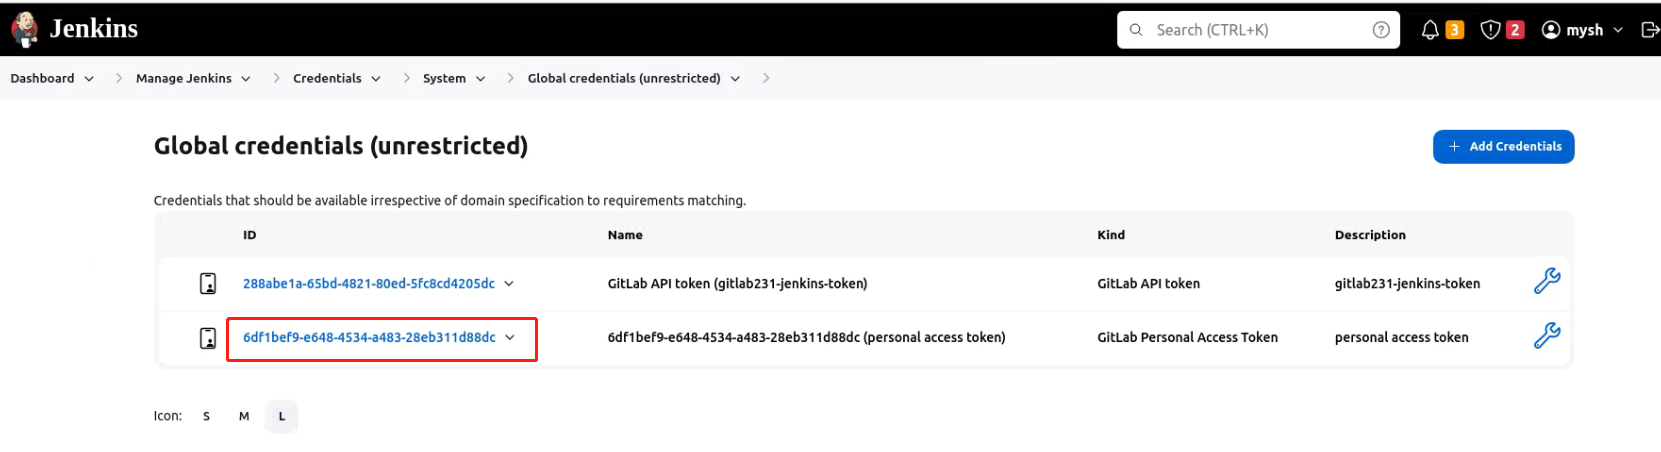 Jenkins
Search (CTRL+K)
3
2
mysh
Dashboard
Manage Jenkins
Credentials
System
Global credentials (unrestricted)
Global credentials (unrestricted)
+ Add Credentials
Credentials that should be available irrespective of domain specification to requirements matching.
ID Name Kind Description
288abe1a-65bd-4821-80ed-5fc8cd4205dc GitLab API token (gitlab231-jenkins-token) GitLab API token gitlab231-jenkins-token
6df1bef9-e648-4534-a483-28eb311d88dc 6df1bef9-e648-4534-a483-28eb311d88dc (personal access token) GitLab Personal Access Token personal access token
Icon: S M L